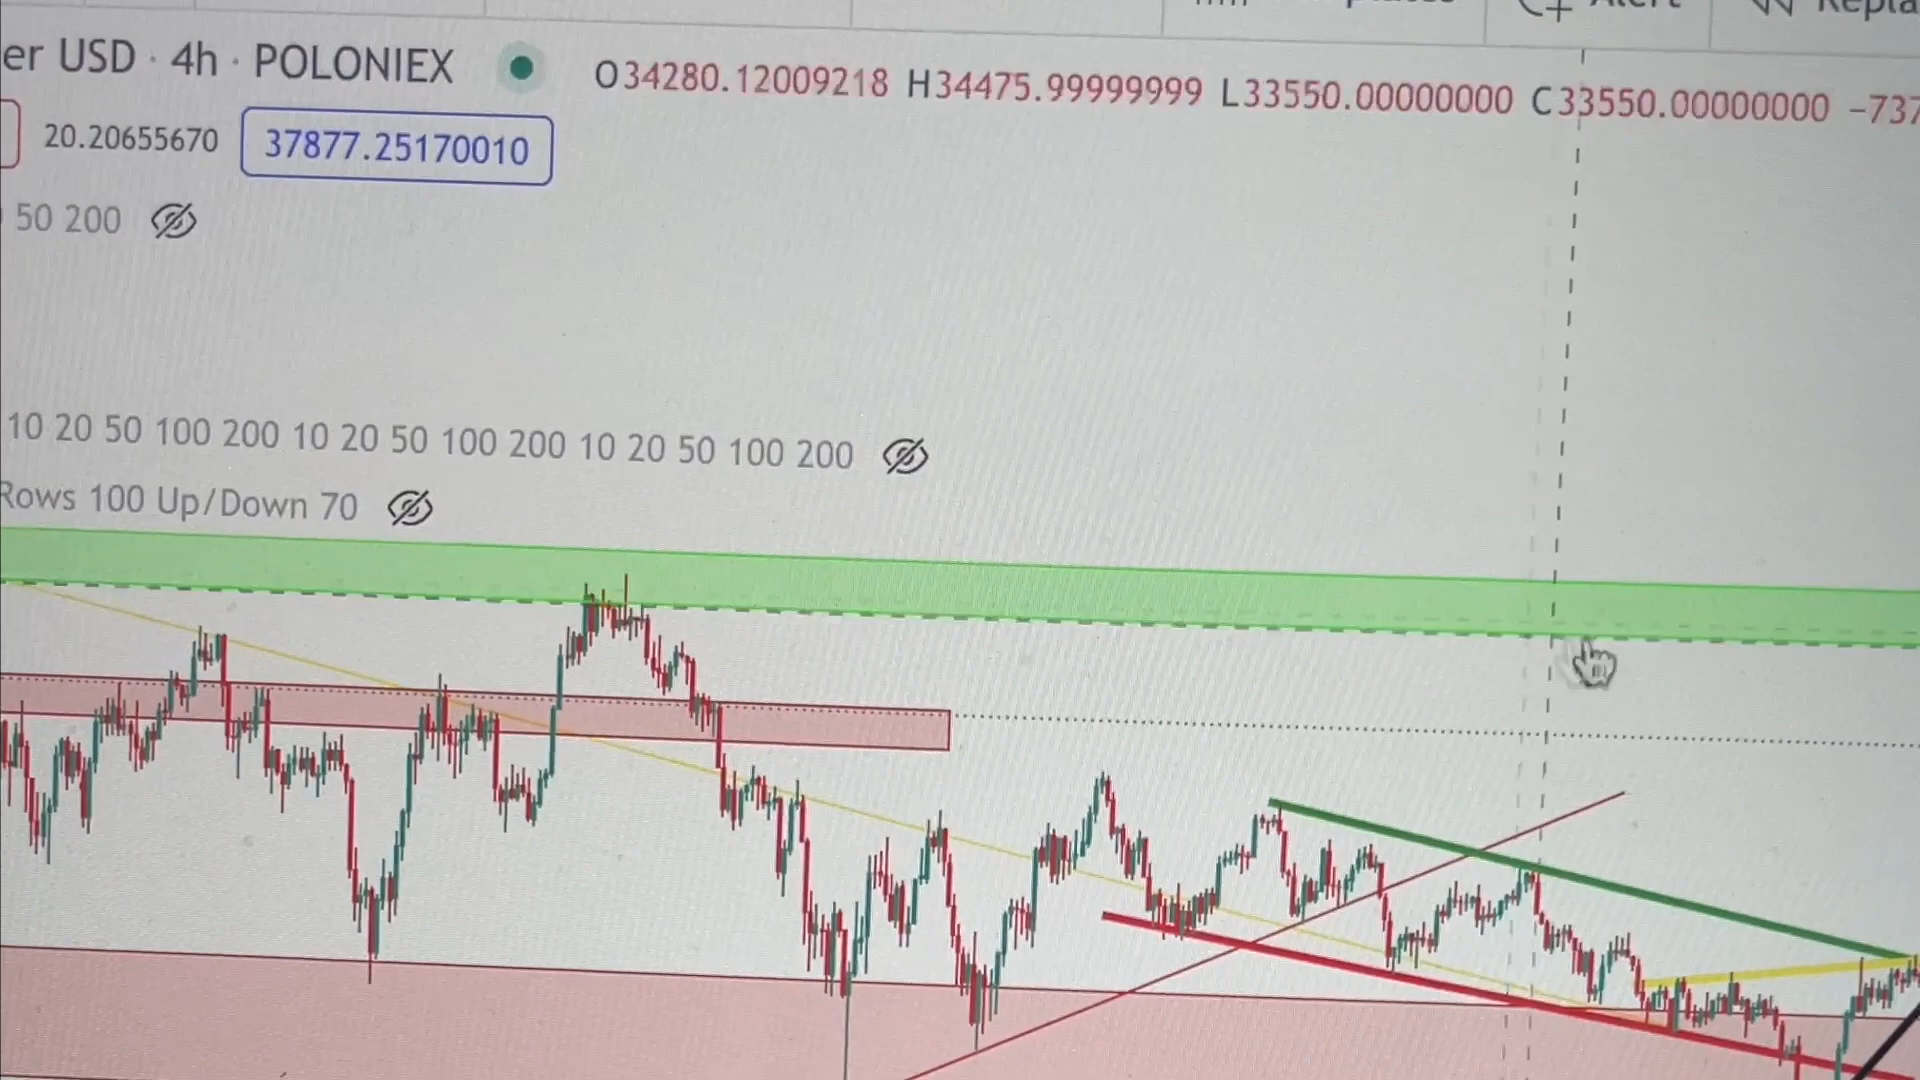 er USD · 4h · POLONIEX O34280.12009218 H34475.99999999 L33550.00000000 C33550.00000000 −737
20.20655670 37877.25170010
50 200
10 20 50 100 200 10 20 50 100 200 10 20 50 100 200
Rows 100 Up/Down 70